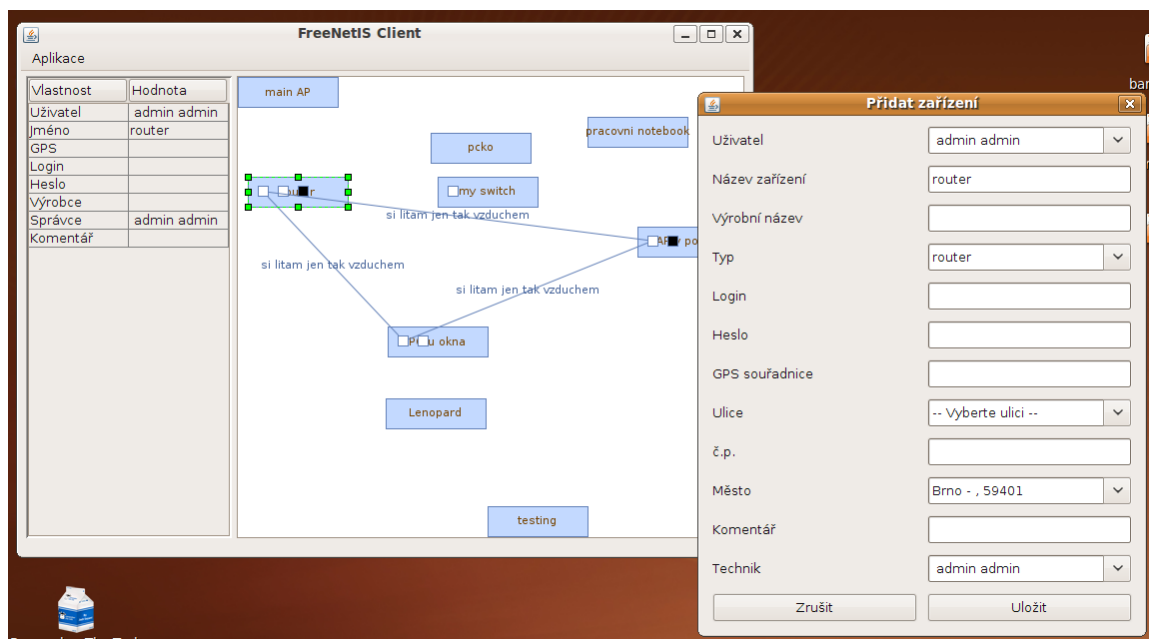 FreeNetIS Client
Aplikace
Vlastnost Hodnota
Uživatel admin admin
Jméno router
GPS
Login
Heslo
Výrobce
Správce admin admin
Komentář
main AP
pcko
pracovni notebook
my switch
si litam jen tak vzduchem
si litam jen tak vzduchem
si litam jen tak vzduchem
u okna
Lenopard
testing
Přidat zařízení
Uživatel admin admin
Název zařízení router
Výrobní název
Typ router
Login
Heslo
GPS souřadnice
Ulice -- Vyberte ulici --
č.p.
Město Brno - , 59401
Komentář
Technik admin admin
Zrušit Uložit